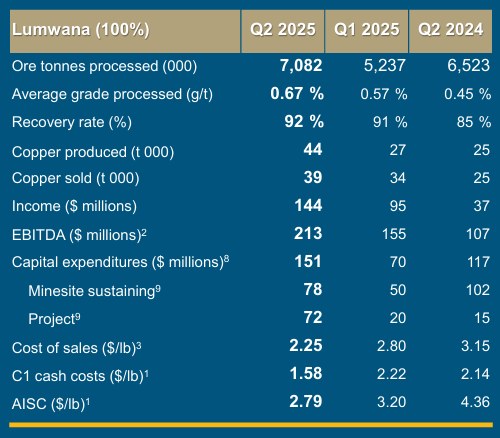 Lumwana (100%) Q2 2025 Q1 2025 Q2 2024
Ore tonnes processed (000) 7,082 5,237 6,523
Average grade processed (g/t) 0.67 % 0.57 % 0.45 %
Recovery rate (%) 92 % 91 % 85 %
Copper produced (t 000) 44 27 25
Copper sold (t 000) 39 34 25
Income ($ millions) 144 95 37
EBITDA ($ millions)² 213 155 107
Capital expenditures ($ millions)⁸ 151 70 117
Minesite sustaining⁹ 78 50 102
Project⁹ 72 20 15
Cost of sales ($/lb)³ 2.25 2.80 3.15
C1 cash costs ($/lb)¹ 1.58 2.22 2.14
AISC ($/lb)¹ 2.79 3.20 4.36